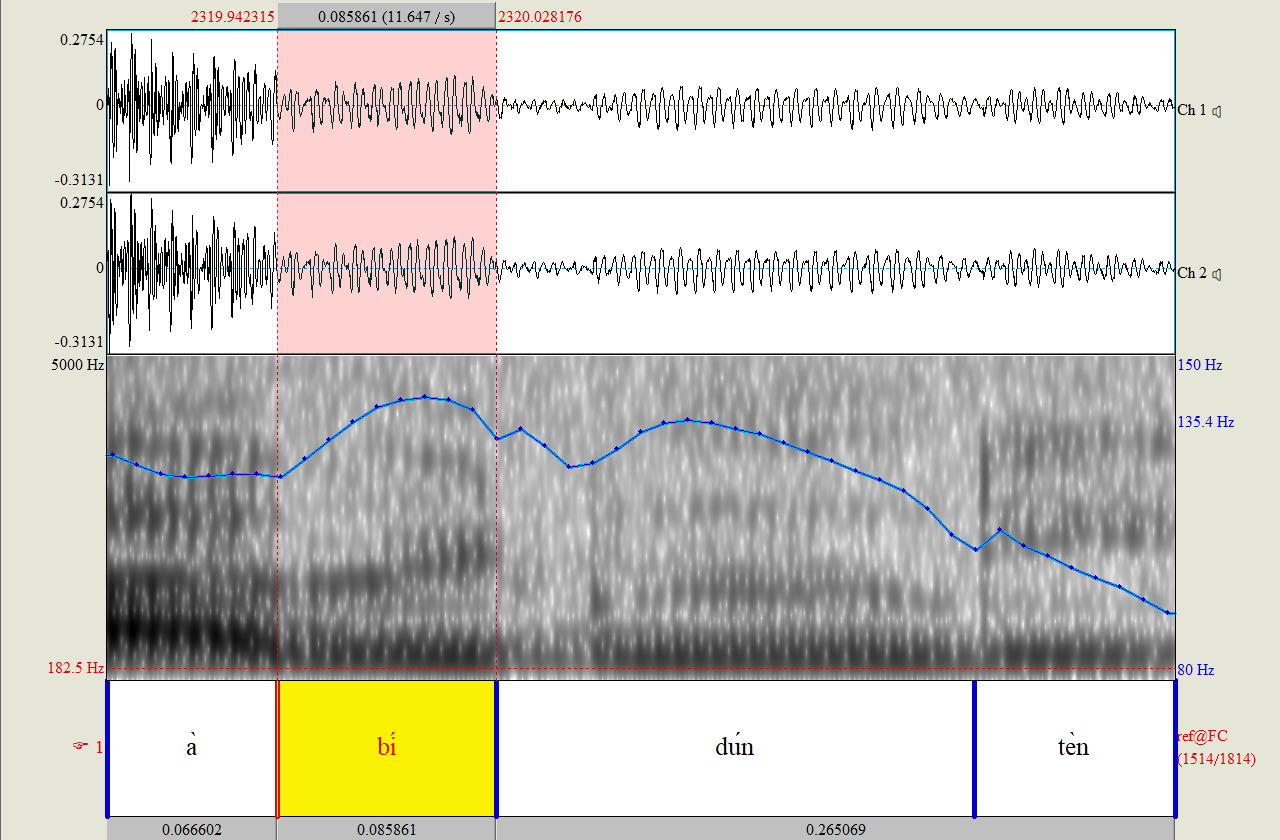 2319.942315 0.085861 (11.647 / s) 2320.028176
0.2754
0
-0.3131
Ch 1
0.2754
0
-0.3131
Ch 2
5000 Hz 150 Hz
135.4 Hz
182.5 Hz 80 Hz
☞ 1 à bí dún tèn ref@FC
(1514/1814)
0.066602 0.085861 0.265069